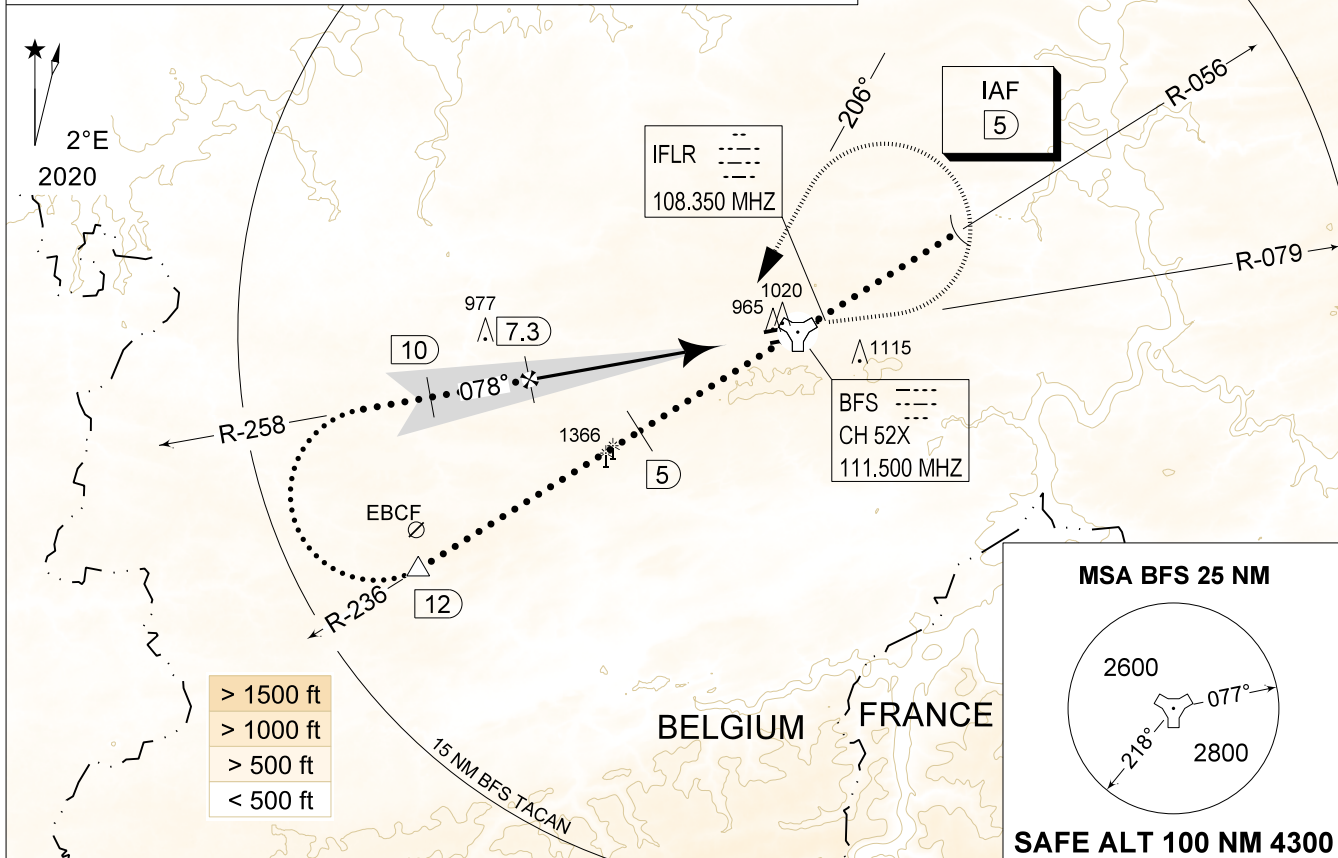 2°E
2020
IAF
5
R-056
206°
IFLR
108.350 MHZ
R-079
977
7.3
965
1020
10
078°
1115
R-258
BFS
CH 52X
111.500 MHZ
1366
5
EBCF
12
R-236
MSA BFS 25 NM
2600
077°
218°
2800
SAFE ALT 100 NM 4300
> 1500 ft
> 1000 ft
> 500 ft
< 500 ft
BELGIUM
FRANCE
15 NM BFS TACAN